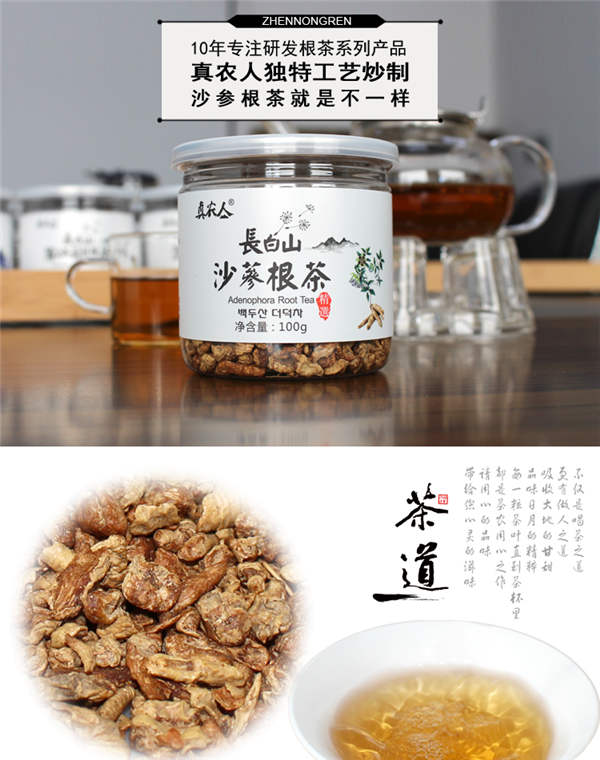 ZHENNONGREN
10年专注研发根茶系列产品
真农人独特工艺炒制
沙参根茶就是不一样
真农人®
長白山
沙蔘根茶
Adenophora Root Tea
精選
백두산 더덕차
净含量：100g
茶道
不仅是喝茶之道
更有做人之道
吸收大地的甘甜
品味日月的精粹
每一粒茶叶直到茶杯里
都是茶农用心之作
请用心的品味
带给您心灵的滋味